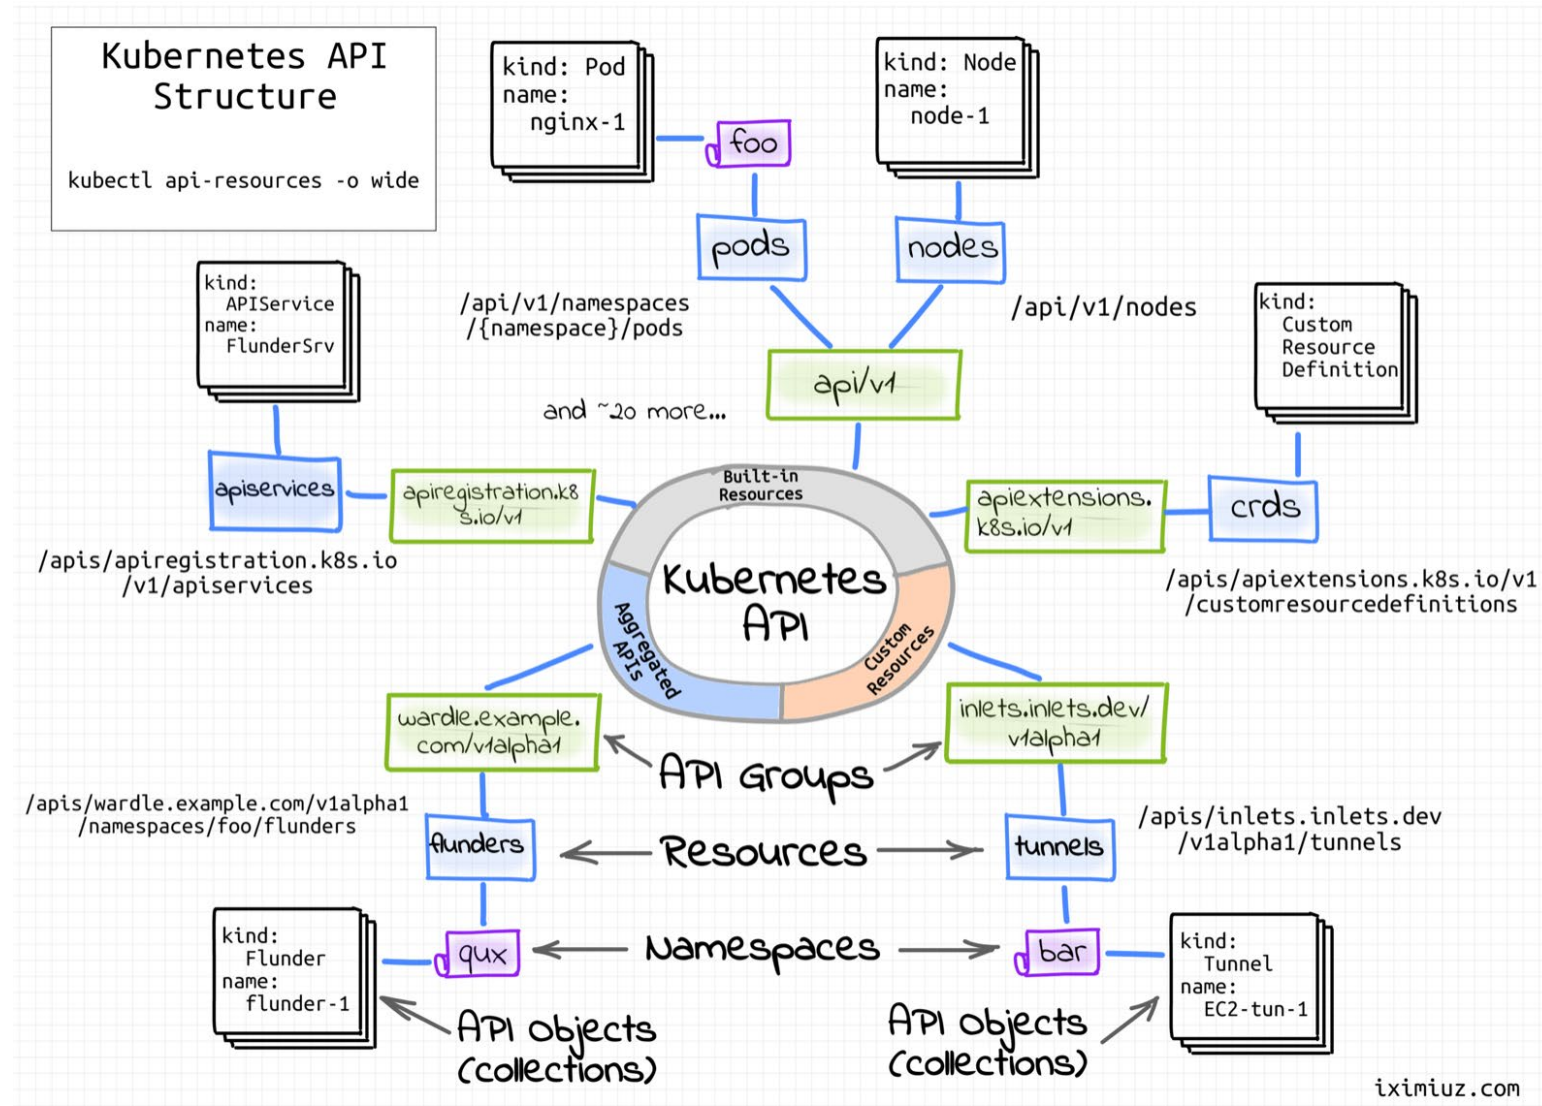 Kubernetes API
Structure
kubectl api-resources -o wide
kind: Pod
name:
nginx-1
foo
kind: Node
name:
node-1
pods
nodes
/api/v1/namespaces
/{namespace}/pods
/api/v1/nodes
kind:
APIService
name:
FlunderSrv
kind:
Custom
Resource
Definition
api/v1
and ~20 more...
apiservices
apiregistration.k8
s.io/v1
Built-in
Resources
apiextensions.
k8s.io/v1
crds
/apis/apiregistration.k8s.io
/v1/apiservices
Kubernetes
API
/apis/apiextensions.k8s.io/v1
/customresourcedefinitions
Aggregated
APIs
Custom
Resources
wardle.example.
com/v1alpha1
inlets.inlets.dev/
v1alpha1
API Groups
/apis/wardle.example.com/v1alpha1
/namespaces/foo/flunders
flunders
Resources
tunnels
/apis/inlets.inlets.dev
/v1alpha1/tunnels
kind:
Flunder
name:
flunder-1
qux
Namespaces
bar
kind:
Tunnel
name:
EC2-tun-1
API Objects
(collections)
API Objects
(collections)
iximiuz.com